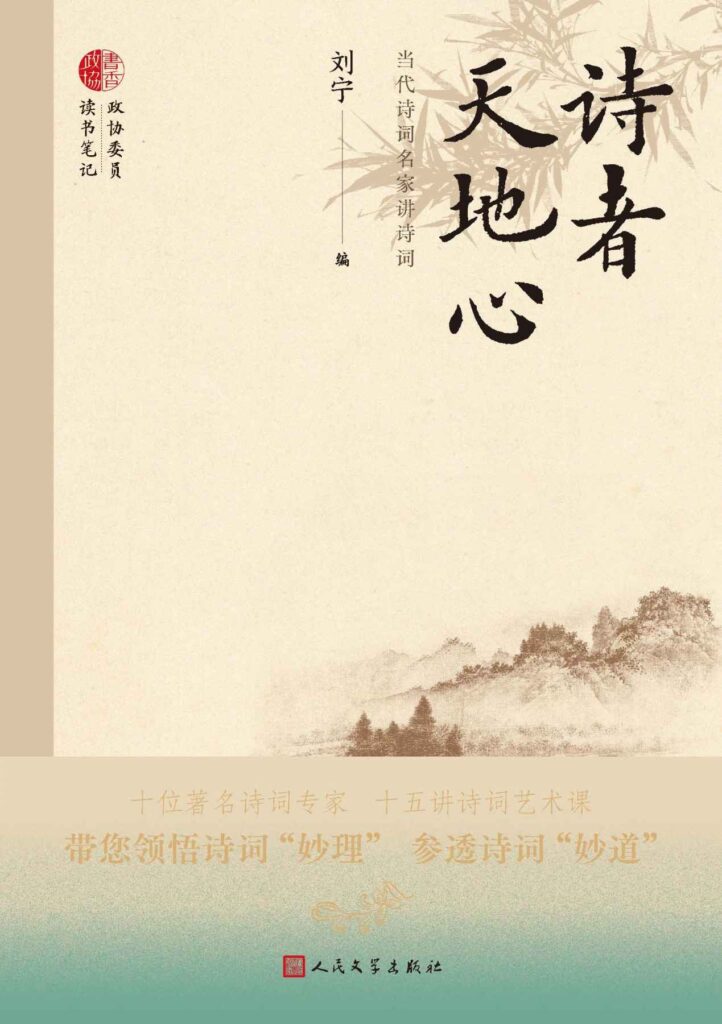 诗者
天地心
当代诗词名家讲诗词
刘宁
编
書香
政協
政协委员
读书笔记
十位著名诗词专家 十五讲诗词艺术课
带您领悟诗词“妙理” 参透诗词“妙道”
人民文学出版社